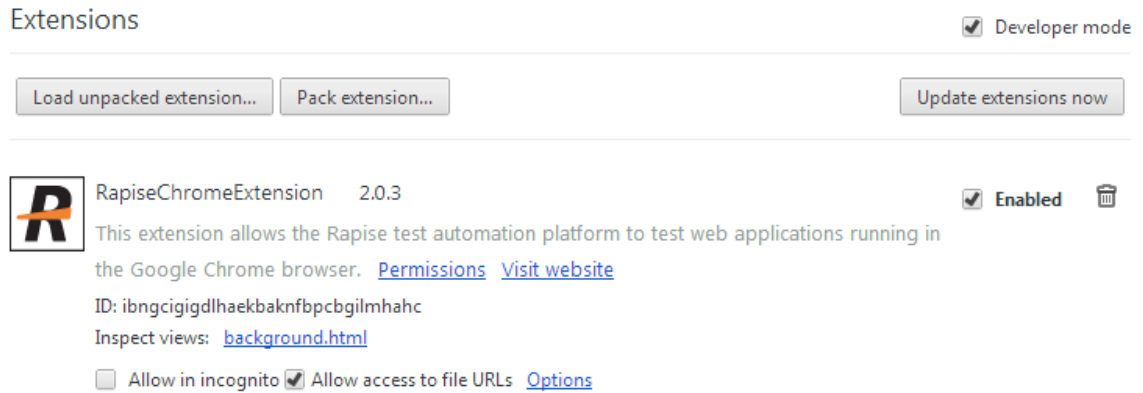 Extensions
Developer mode
Load unpacked extension... Pack extension... Update extensions now
RapiseChromeExtension 2.0.3
Enabled
This extension allows the Rapise test automation platform to test web applications running in
the Google Chrome browser. Permissions Visit website
ID: ibngcigigdlhaekbaknfbpcbgilmhahc
Inspect views: background.html
Allow in incognito Allow access to file URLs Options